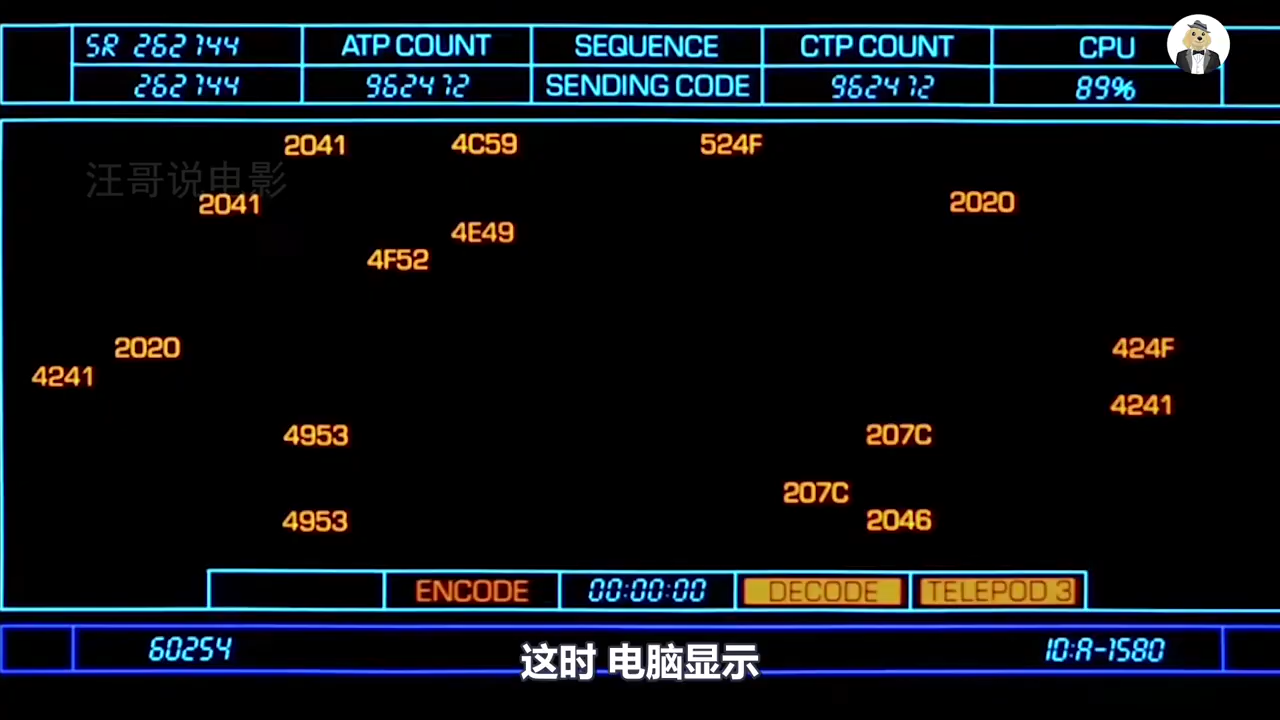 SR 262144 ATP COUNT SEQUENCE CTP COUNT CPU
262144 962472 SENDING CODE 962472 89%
2041 4C59 524F
汪哥说电影
2041 2020
4E49
4F52
2020 424F
4241
4241
4953 207C
207C
4953 2046
ENCODE 00:00:00 DECODE TELEPOD 3
60254 10:A-1580
这时 电脑显示